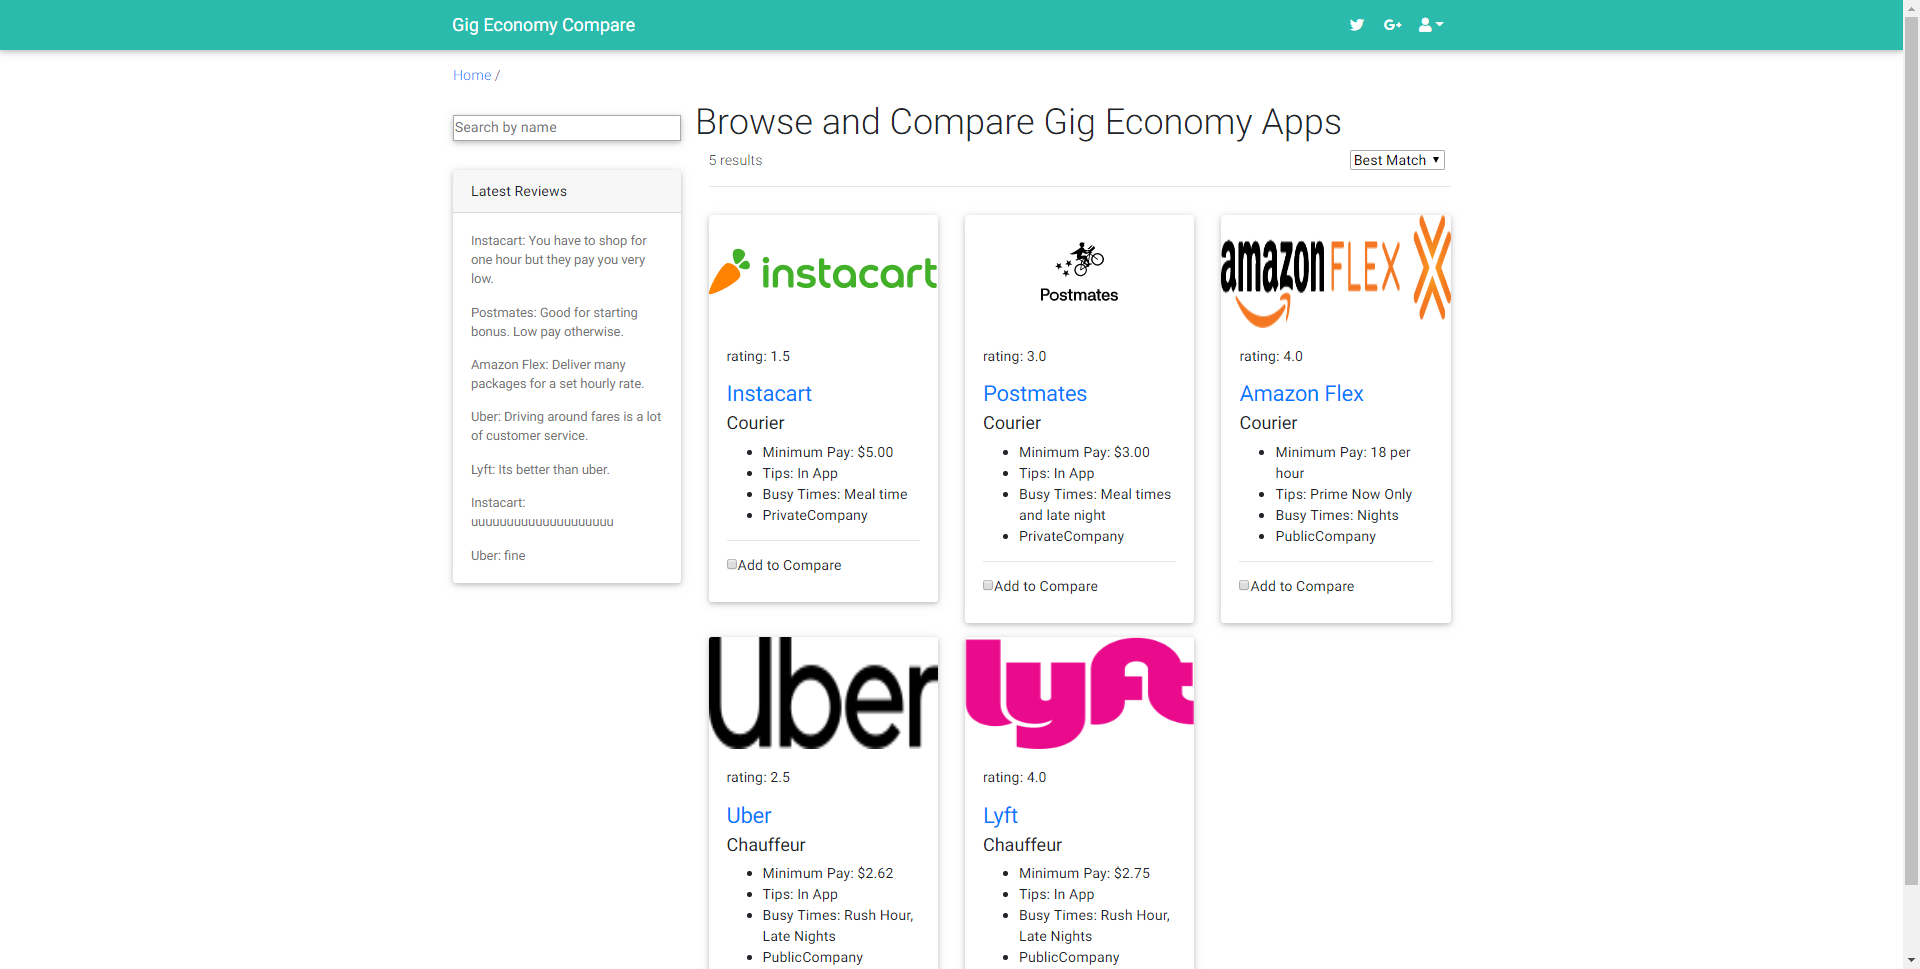 Gig Economy Compare
Home /
Search by name
Browse and Compare Gig Economy Apps
5 results
Best Match
Latest Reviews
Instacart: You have to shop for
one hour but they pay you very
low.
Postmates: Good for starting
bonus. Low pay otherwise.
Amazon Flex: Deliver many
packages for a set hourly rate.
Uber: Driving around fares is a lot
of customer service.
Lyft: Its better than uber.
Instacart:
uuuuuuuuuuuuuuuuuuuu
Uber: fine
instacart
rating: 1.5
Instacart
Courier
Minimum Pay: $5.00
Tips: In App
Busy Times: Meal time
PrivateCompany
Add to Compare
Postmates
rating: 3.0
Postmates
Courier
Minimum Pay: $3.00
Tips: In App
Busy Times: Meal times
and late night
PrivateCompany
Add to Compare
amazon FLEX
rating: 4.0
Amazon Flex
Courier
Minimum Pay: 18 per
hour
Tips: Prime Now Only
Busy Times: Nights
PublicCompany
Add to Compare
Uber
rating: 2.5
Uber
Chauffeur
Minimum Pay: $2.62
Tips: In App
Busy Times: Rush Hour,
Late Nights
PublicCompany
lyft
rating: 4.0
Lyft
Chauffeur
Minimum Pay: $2.75
Tips: In App
Busy Times: Rush Hour,
Late Nights
PublicCompany